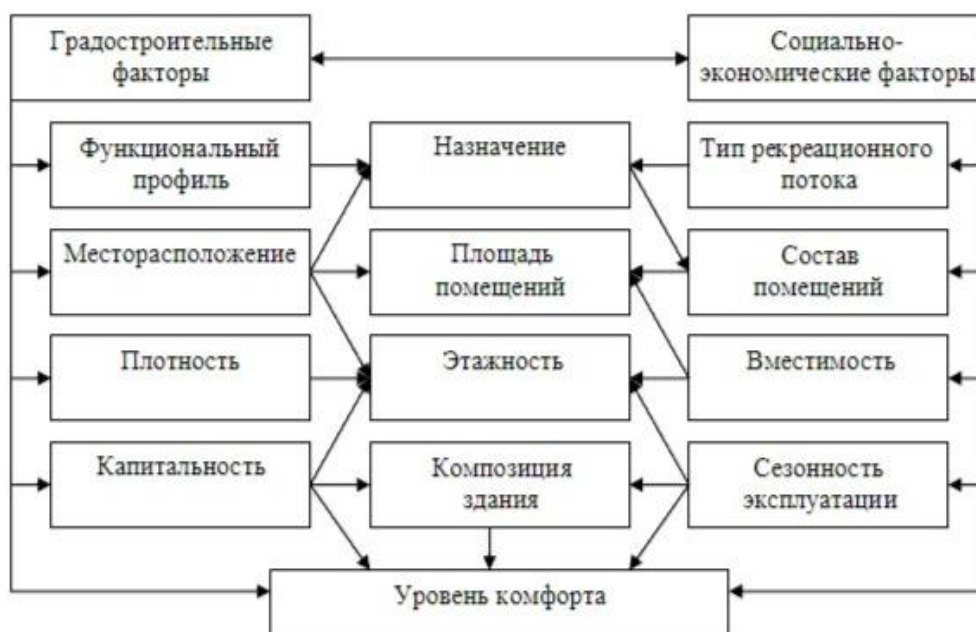 Градостроительные
факторы
Социально-
экономические факторы
Функциональный
профиль
Назначение
Тип рекреационного
потока
Месторасположение
Площадь
помещений
Состав
помещений
Плотность
Этажность
Вместимость
Капитальность
Композиция
здания
Сезонность
эксплуатации
Уровень комфорта